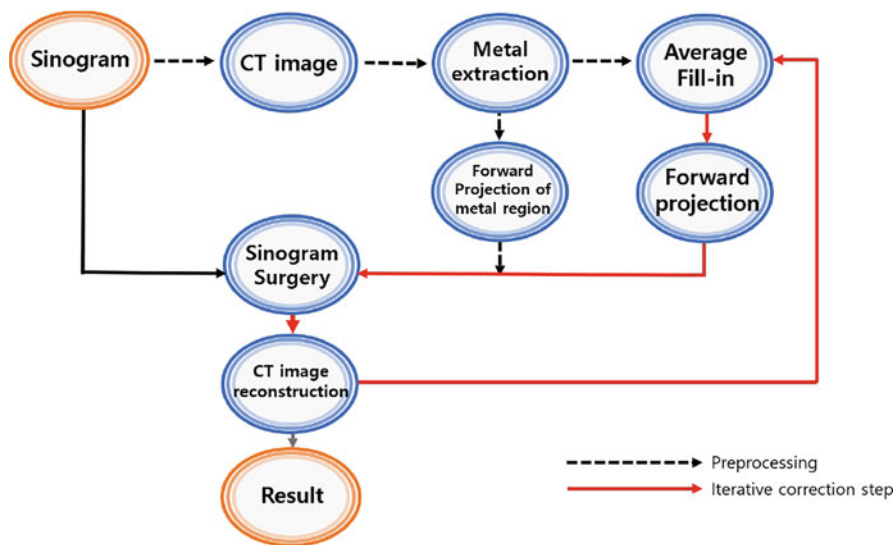 Sinogram
CT image
Metal
extraction
Average
Fill-in
Forward
Projection of
metal region
Forward
projection
Sinogram
Surgery
CT image
reconstruction
Result
Preprocessing
Iterative correction step